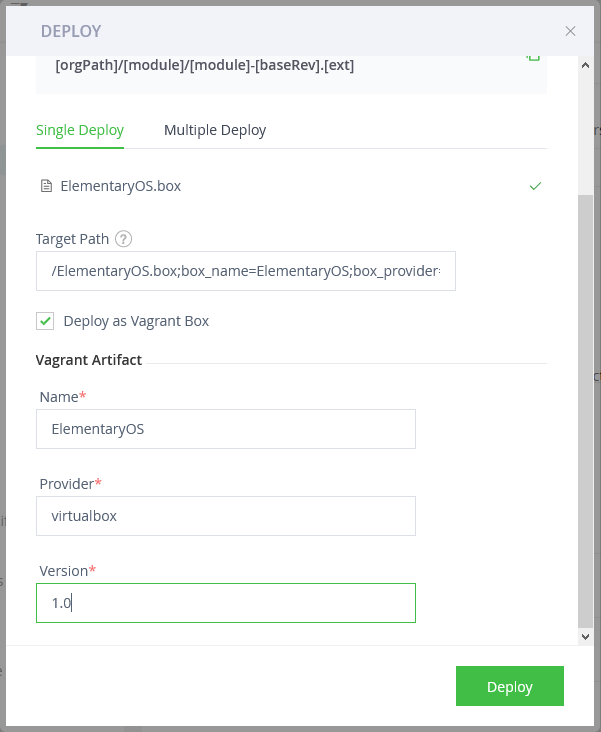 DEPLOY
[orgPath]/[module]/[module]-[baseRev].[ext]
Single Deploy
Multiple Deploy
ElementaryOS.box
Target Path ?
/ElementaryOS.box;box_name=ElementaryOS;box_provider
Deploy as Vagrant Box
Vagrant Artifact
Name*
ElementaryOS
Provider*
virtualbox
Version*
1.0
Deploy